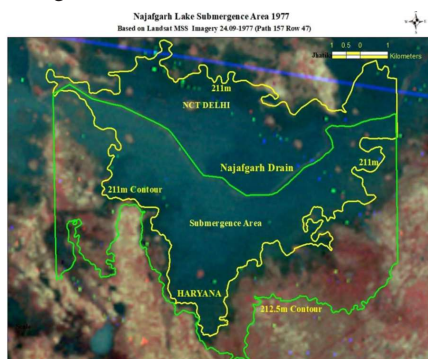 Najafgarh Lake Submergence Area 1977
Based on Landsat MSS Imagery 24.09-1977 (Path 157 Row 47)
1 0.5 0 1
Kilometers
211m
NCT DELHI
211m
Najafgarh Drain
211m Contour
Submergence Area
HARYANA
212.5m Contour